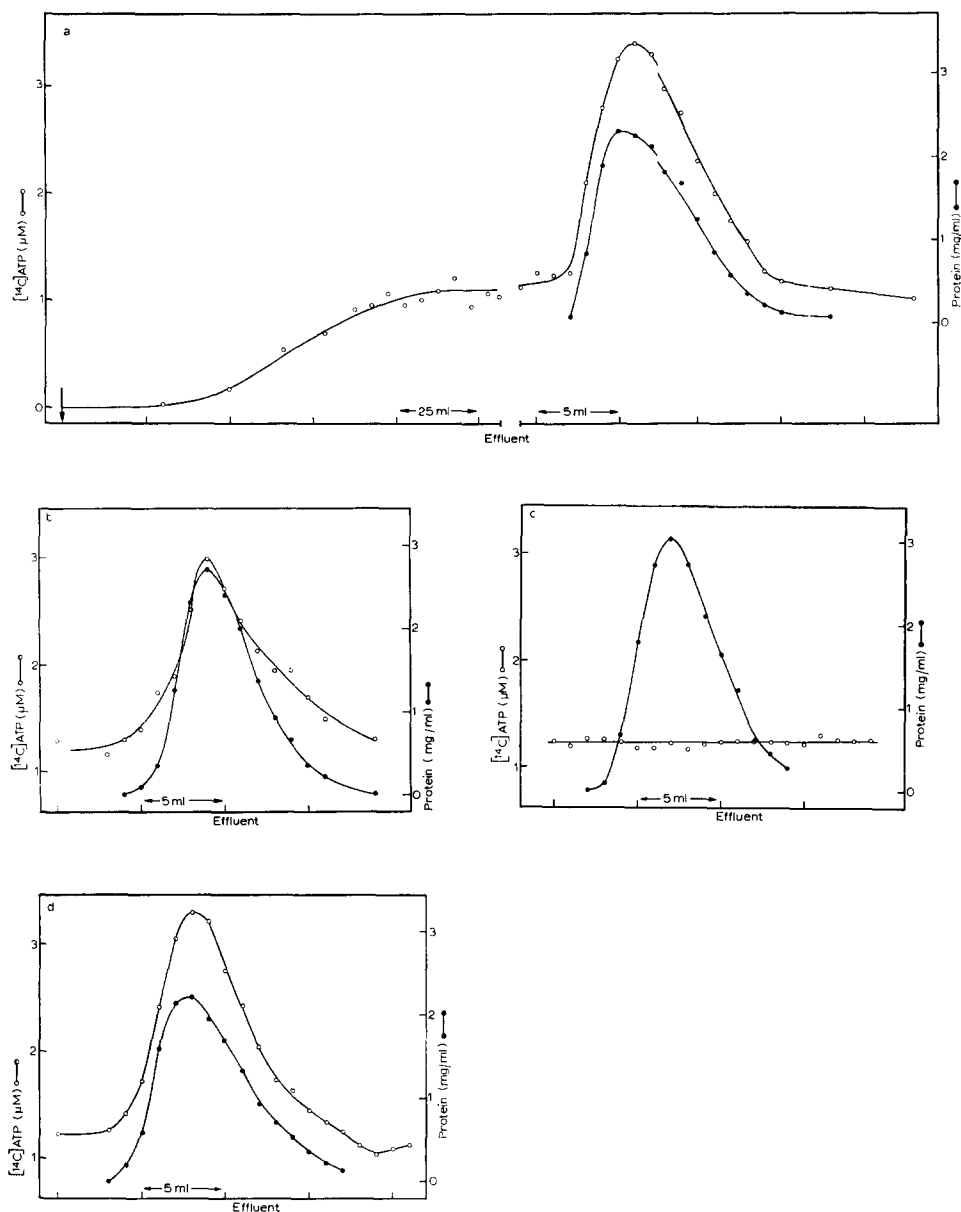 a
3
2
1
0
[14C]ATP (μM)
3
2
1
0
Protein (mg/ml)
25 ml
5 ml
Effluent
b
3
2
1
[14C]ATP (μM)
3
2
1
0
Protein (mg/ml)
5 ml
Effluent
c
3
2
1
[14C]ATP (μM)
3
2
1
0
Protein (mg/ml)
5 ml
Effluent
d
3
2
1
[14C]ATP (μM)
3
2
1
0
Protein (mg/ml)
5 ml
Effluent